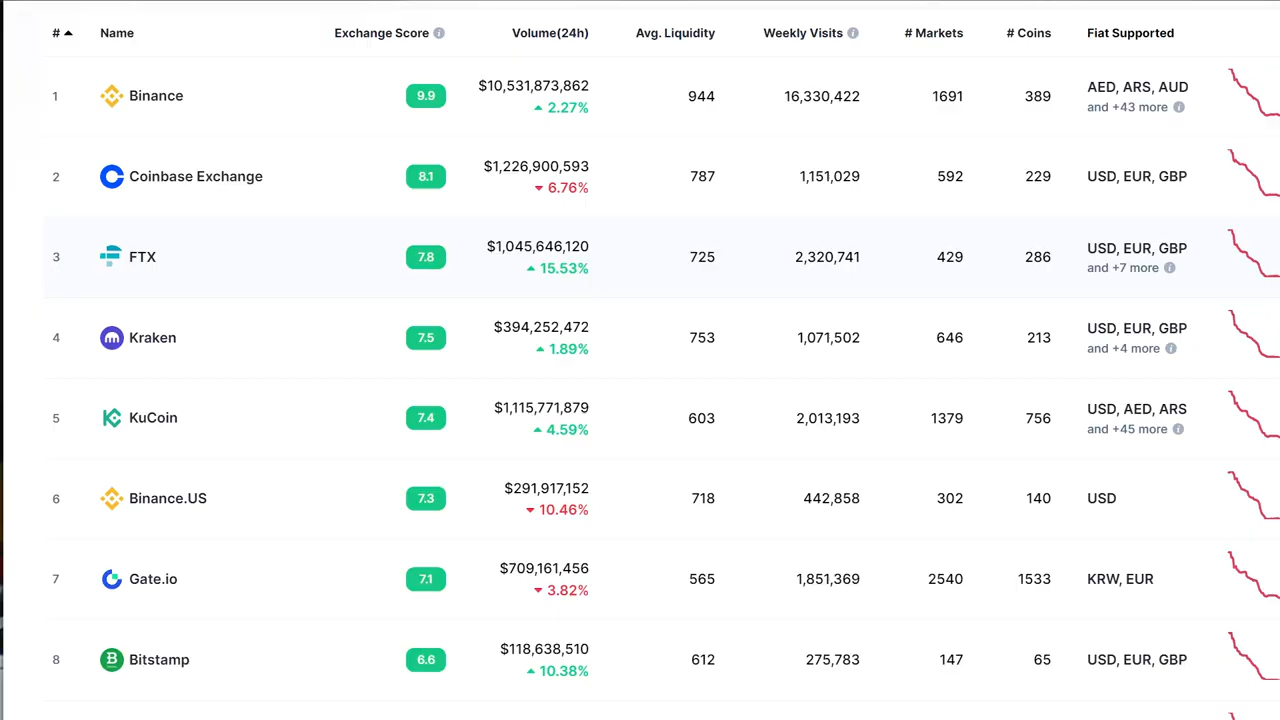 # Name Exchange Score Volume(24h) Avg. Liquidity Weekly Visits # Markets # Coins Fiat Supported
1 Binance 9.9 $10,531,873,862 944 16,330,422 1691 389 AED, ARS, AUD
2.27% and +43 more
2 Coinbase Exchange 8.1 $1,226,900,593 787 1,151,029 592 229 USD, EUR, GBP
6.76%
3 FTX 7.8 $1,045,646,120 725 2,320,741 429 286 USD, EUR, GBP
15.53% and +7 more
4 Kraken 7.5 $394,252,472 753 1,071,502 646 213 USD, EUR, GBP
1.89% and +4 more
5 KuCoin 7.4 $1,115,771,879 603 2,013,193 1379 756 USD, AED, ARS
4.59% and +45 more
6 Binance.US 7.3 $291,917,152 718 442,858 302 140 USD
10.46%
7 Gate.io 7.1 $709,161,456 565 1,851,369 2540 1533 KRW, EUR
3.82%
8 Bitstamp 6.6 $118,638,510 612 275,783 147 65 USD, EUR, GBP
10.38%